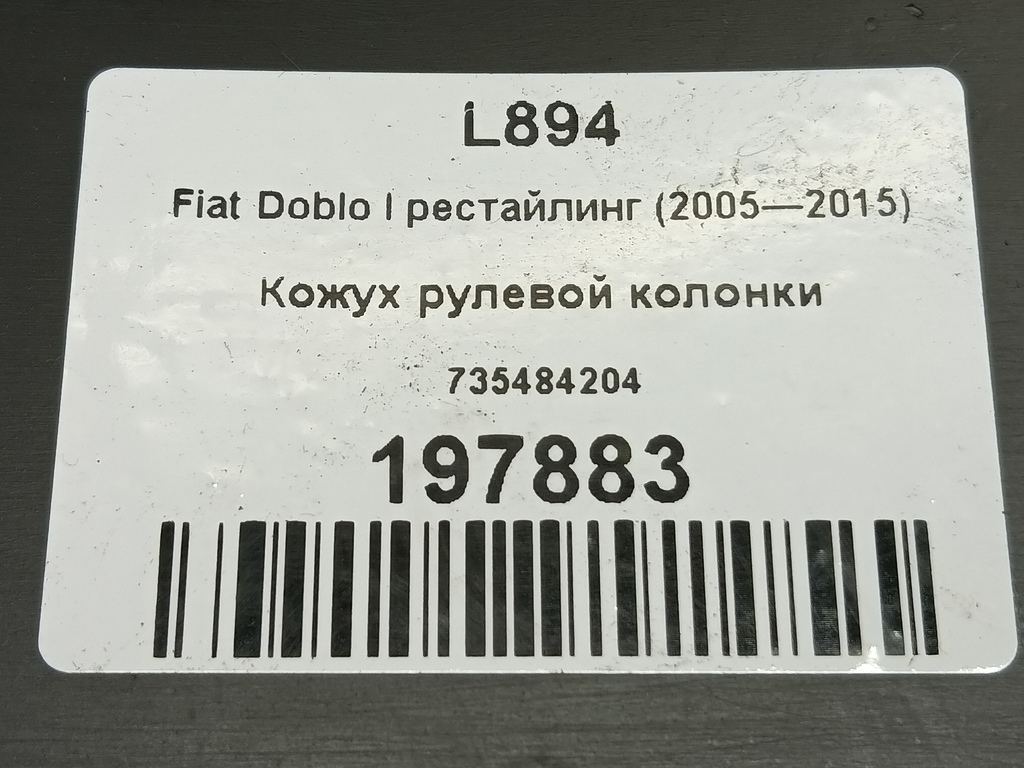 L894
Fiat Doblo I рестайлинг (2005—2015)
Кожух рулевой колонки
735484204
197883